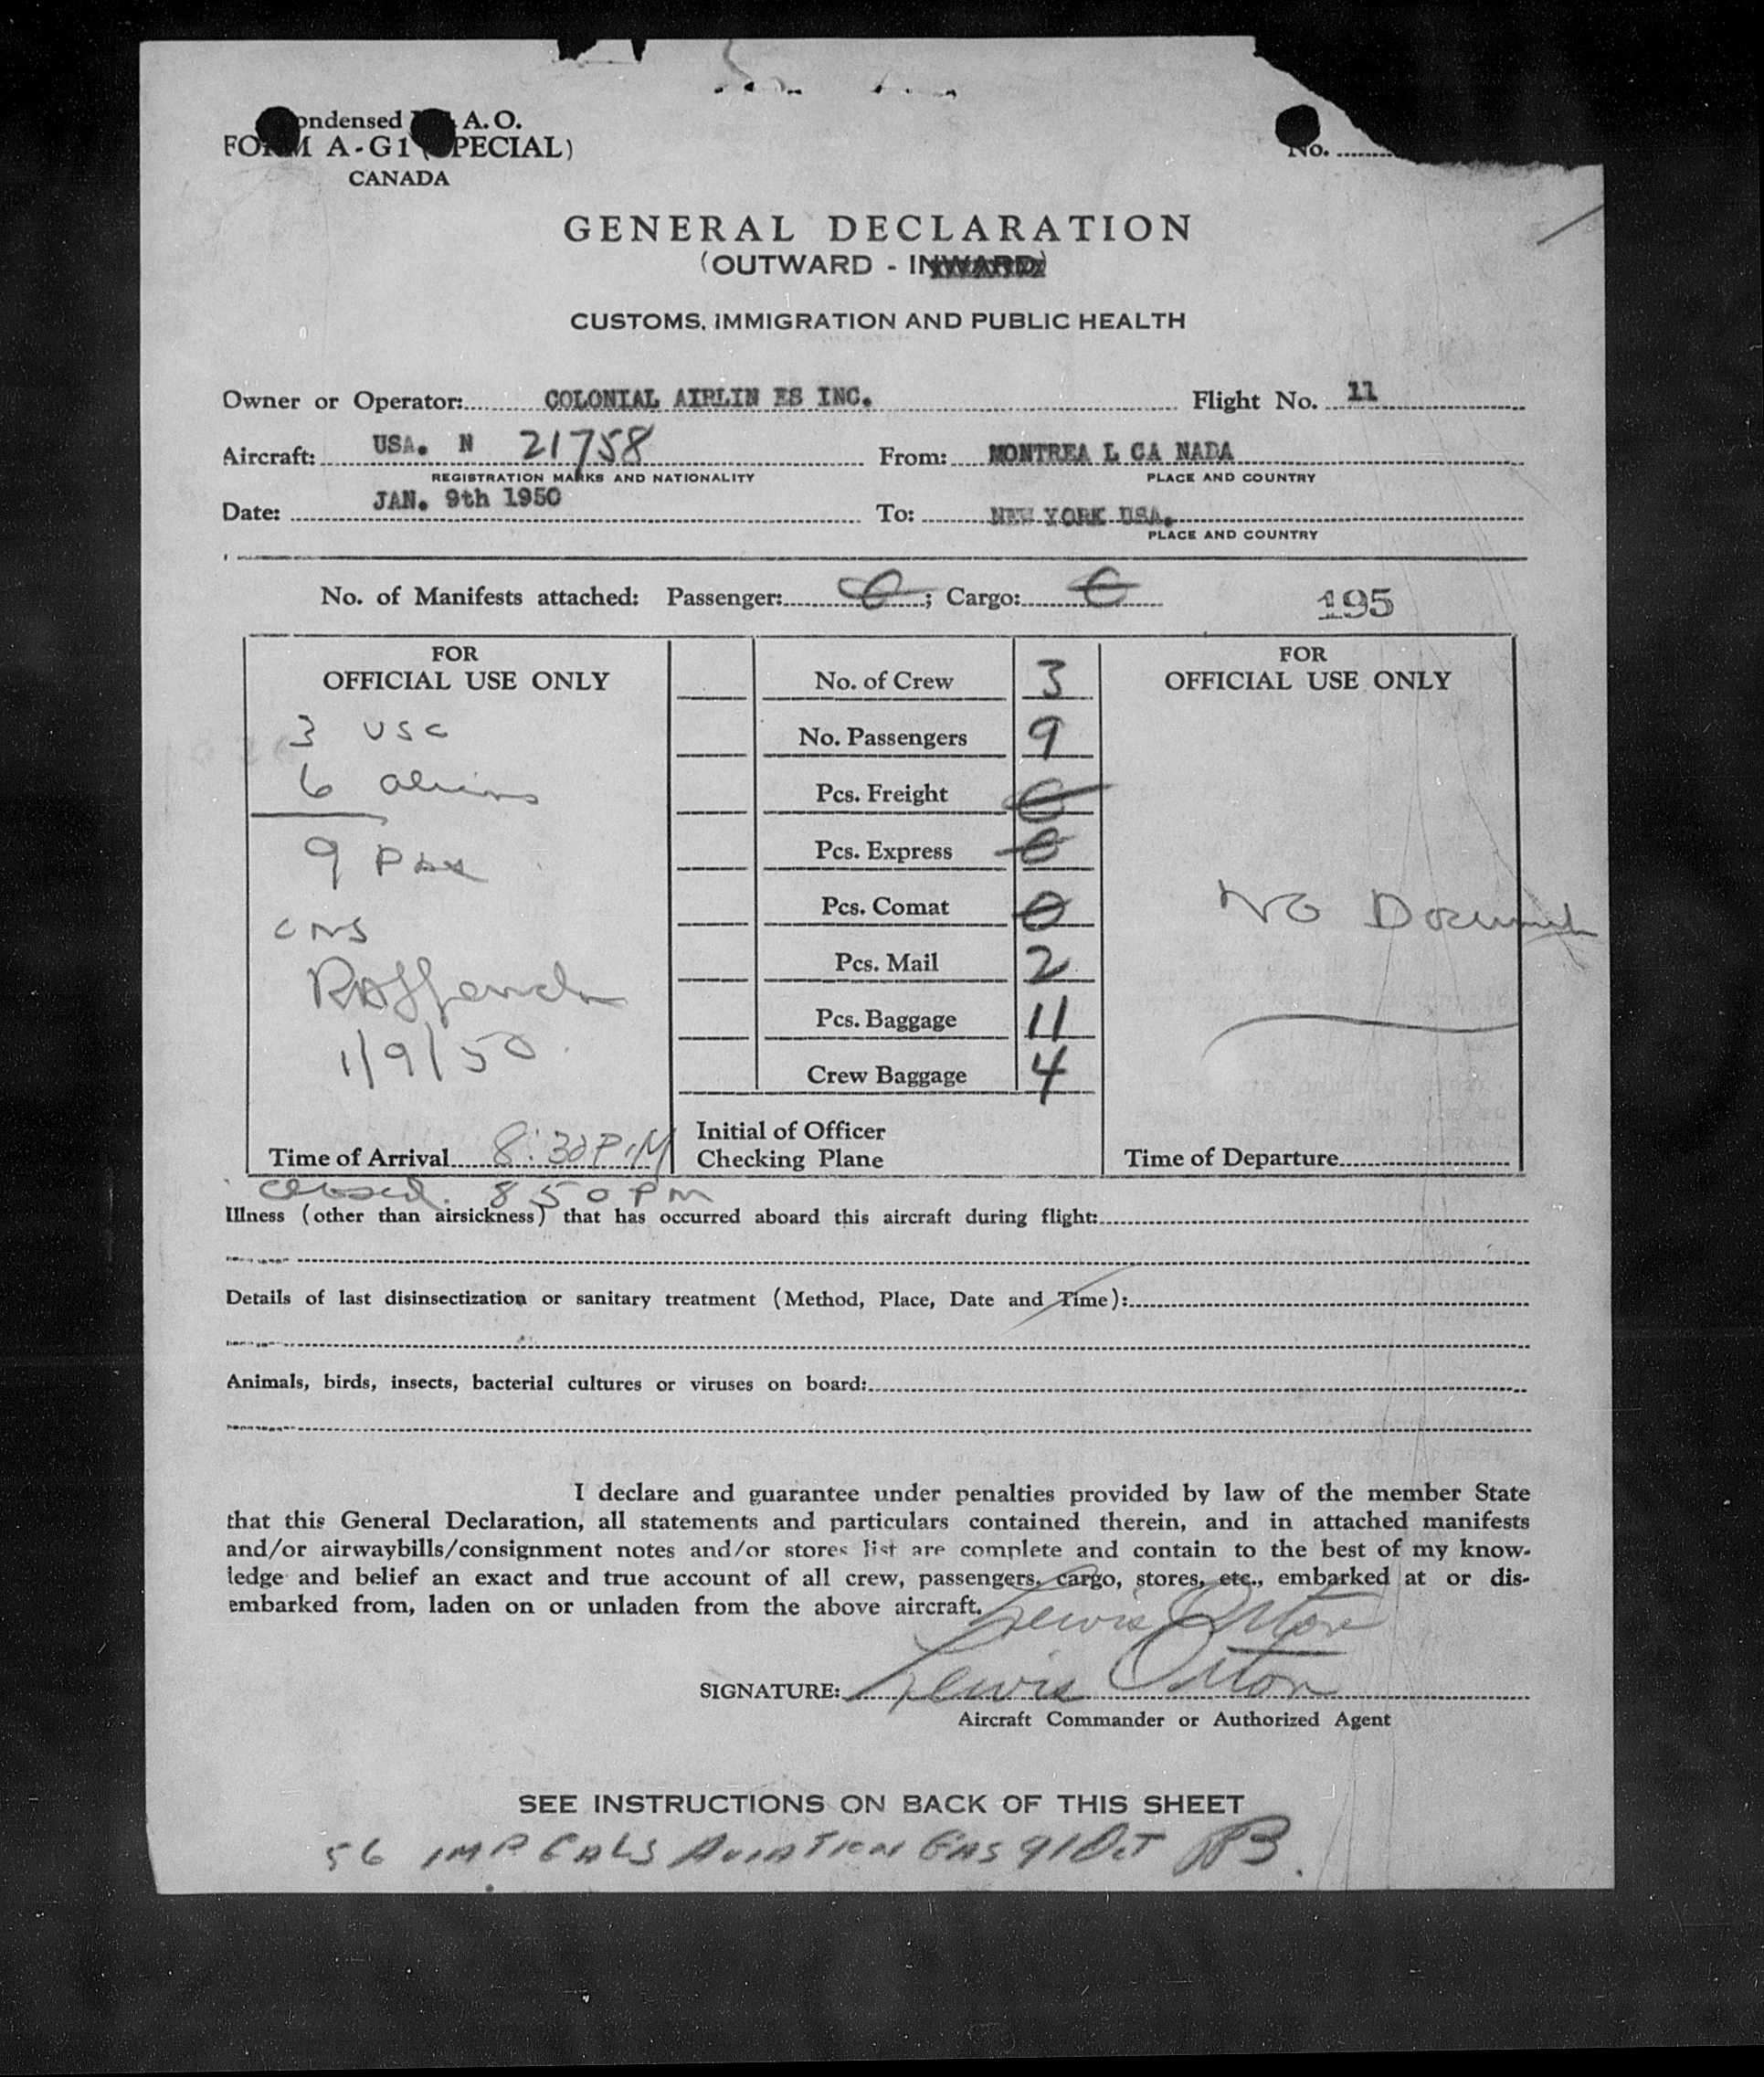 ondensed A.O.
FORM A-G1 (SPECIAL)
CANADA
No.
GENERAL DECLARATION
(OUTWARD - INWARD)
CUSTOMS, IMMIGRATION AND PUBLIC HEALTH
Owner or Operator: COLONIAL AIRLIN ES INC. Flight No. 11
Aircraft: USA. N 21758 From: MONTREA L CA NADA
REGISTRATION MARKS AND NATIONALITY PLACE AND COUNTRY
Date: JAN. 9th 1950 To: NEW YORK USA.
PLACE AND COUNTRY
No. of Manifests attached: Passenger: 0; Cargo: 0 195
FOR
OFFICIAL USE ONLY
3 USC
6 aliens
9 Pax
1/9/50
Time of Arrival 8:30 P.M
closed. 8 50 PM
No. of Crew 3
No. Passengers 9
Pcs. Freight 0
Pcs. Express 0
Pcs. Comat 0
Pcs. Mail 2
Pcs. Baggage 11
Crew Baggage 4
Initial of Officer
Checking Plane
FOR
OFFICIAL USE ONLY
NO
Time of Departure
Illness (other than airsickness) that has occurred aboard this aircraft during flight:
Details of last disinsectization or sanitary treatment (Method, Place, Date and Time):
Animals, birds, insects, bacterial cultures or viruses on board:
I declare and guarantee under penalties provided by law of the member State
that this General Declaration, all statements and particulars contained therein, and in attached manifests
and/or airwaybills/consignment notes and/or stores list are complete and contain to the best of my know-
ledge and belief an exact and true account of all crew, passengers, cargo, stores, etc., embarked at or dis-
embarked from, laden on or unladen from the above aircraft.
Lewis Orton
SIGNATURE: Lewis Orton
Aircraft Commander or Authorized Agent
SEE INSTRUCTIONS ON BACK OF THIS SHEET
56 IMP GALS AVIATION GAS 91 OCT